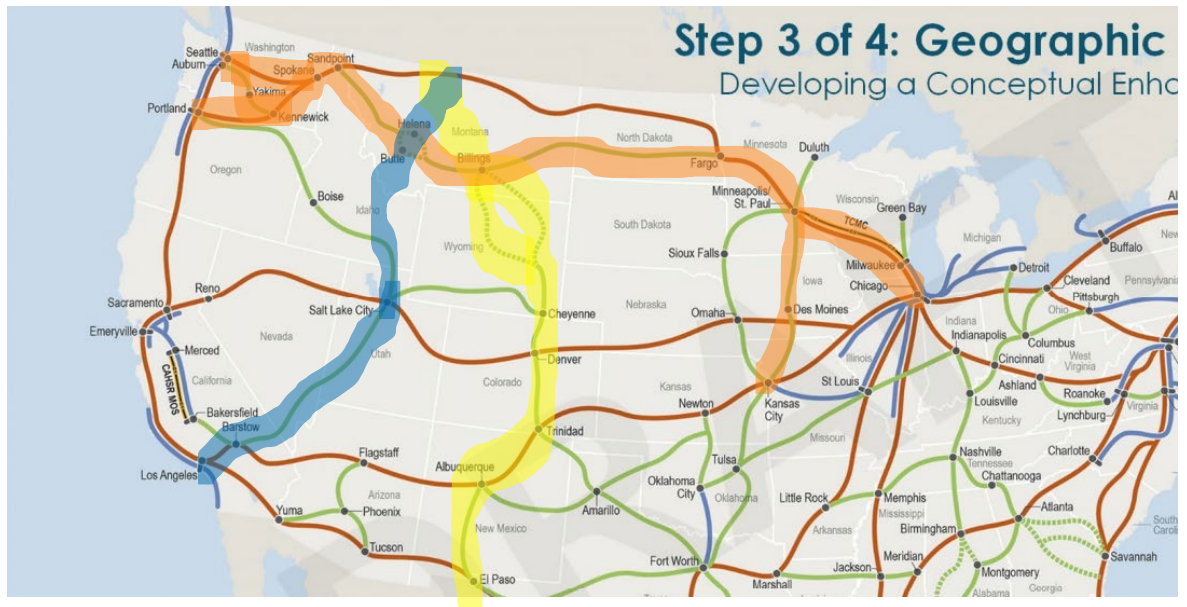 Step 3 of 4: Geographic
Developing a Conceptual Enha
Seattle
Washington
Sandpoint
Auburn
Spokane
Yakima
Portland
Kennewick
Helena
Montana
North Dakota
Minnesota
Duluth
Butte
Billings
Fargo
Oregon
Minneapolis/
St. Paul
Boise
Idaho
Wisconsin
Green Bay
TCMC
South Dakota
Michigan
Buffalo
New
Al
Wyoming
Sioux Falls
Milwaukee
Detroit
Chicago
Cleveland
Pennsylvania
Sacramento
Reno
Salt Lake City
Nebraska
Iowa
Pittsburgh
Cheyenne
Omaha
Des Moines
Ohio
Emeryville
Nevada
Indiana
Indianapolis
Columbus
Merced
Utah
Denver
Illinois
Cincinnati
West
Virginia
CAHSR MOS
California
Colorado
Kansas
St Louis
Ashland
Roanoke
Newton
Kansas
City
Louisville
Lynchburg
Virginia
Bakersfield
Barstow
Trinidad
Missouri
Kentucky
Flagstaff
Albuquerque
Tulsa
Nashville
Charlotte
Los Angeles
Tennessee
Oklahoma
City
Oklahoma
Chattanooga
Arizona
Amarillo
Little Rock
Memphis
Yuma
Phoenix
New Mexico
Mississippi
Atlanta
South
Carol
Arkansas
Birmingham
Tucson
Fort Worth
Meridian
Savannah
El Paso
Marshall
Jackson
Montgomery
Alabama
Georgia